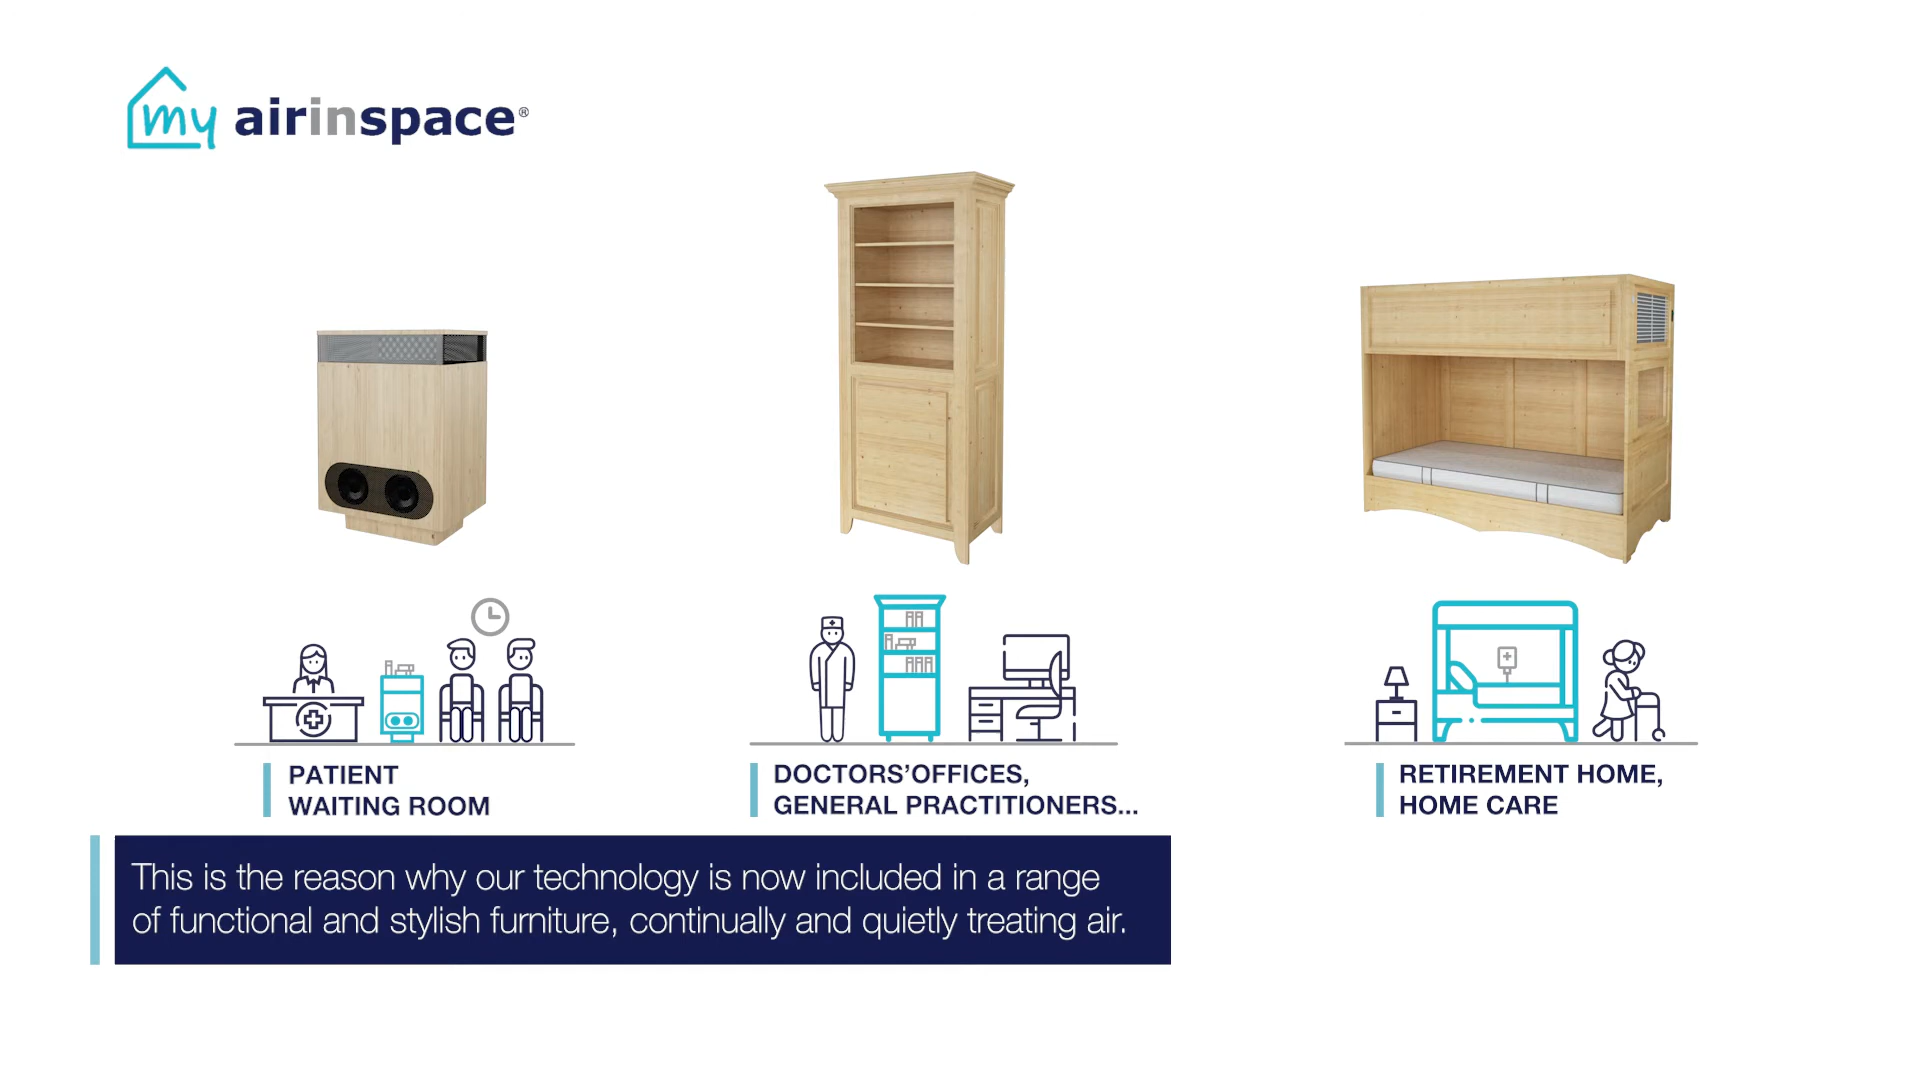 my airinspace®
PATIENT
WAITING ROOM
DOCTORS’OFFICES,
GENERAL PRACTITIONERS...
RETIREMENT HOME,
HOME CARE
This is the reason why our technology is now included in a range
of functional and stylish furniture, continually and quietly treating air.